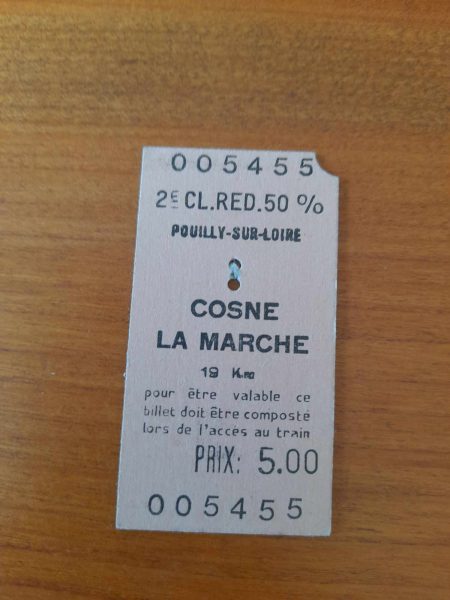 005455
2E CL.RED.50 %
POUILLY-SUR-LOIRE
COSNE
LA MARCHE
19 Km
pour être valable ce
billet doit être composté
lors de l'accès au train
PRIX: 5.00
005455